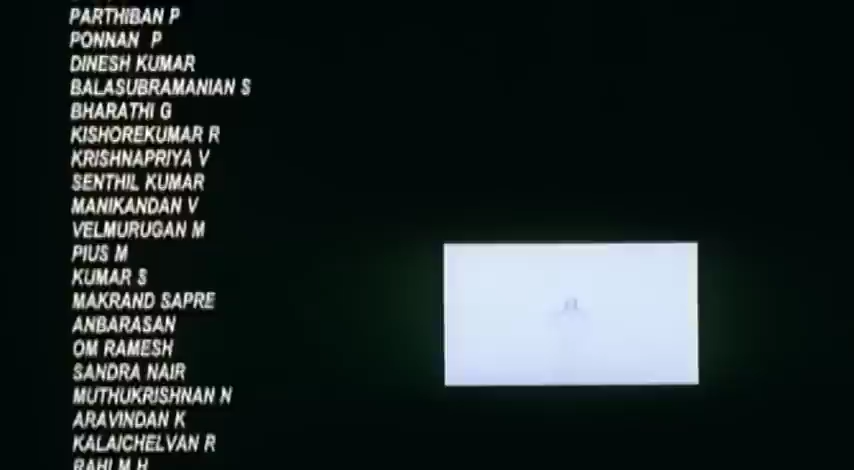 PARTHIBAN P
PONNAN P
DINESH KUMAR
BALASUBRAMANIAN S
BHARATHI G
KISHOREKUMAR R
KRISHNAPRIYA V
SENTHIL KUMAR
MANIKANDAN V
VELMURUGAN M
PIUS M
KUMAR S
MAKRAND SAPRE
ANBARASAN
OM RAMESH
SANDRA NAIR
MUTHUKRISHNAN N
ARAVINDAN K
KALAICHELVAN R
RAHI M H